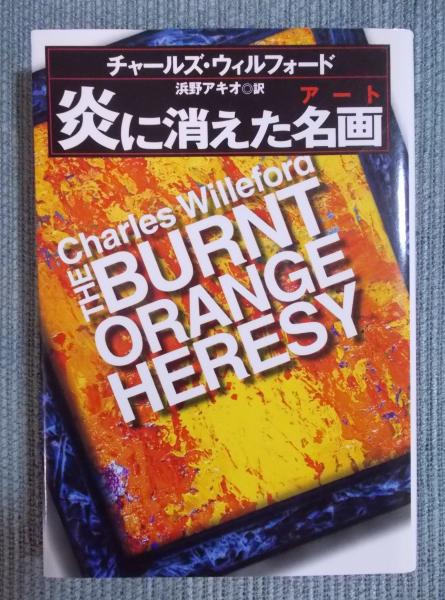 チャールズ・ウィルフォード
浜野アキオ◎訳
アート
炎に消えた名画
Charles Willeford
THE
BURNT
ORANGE
HERESY